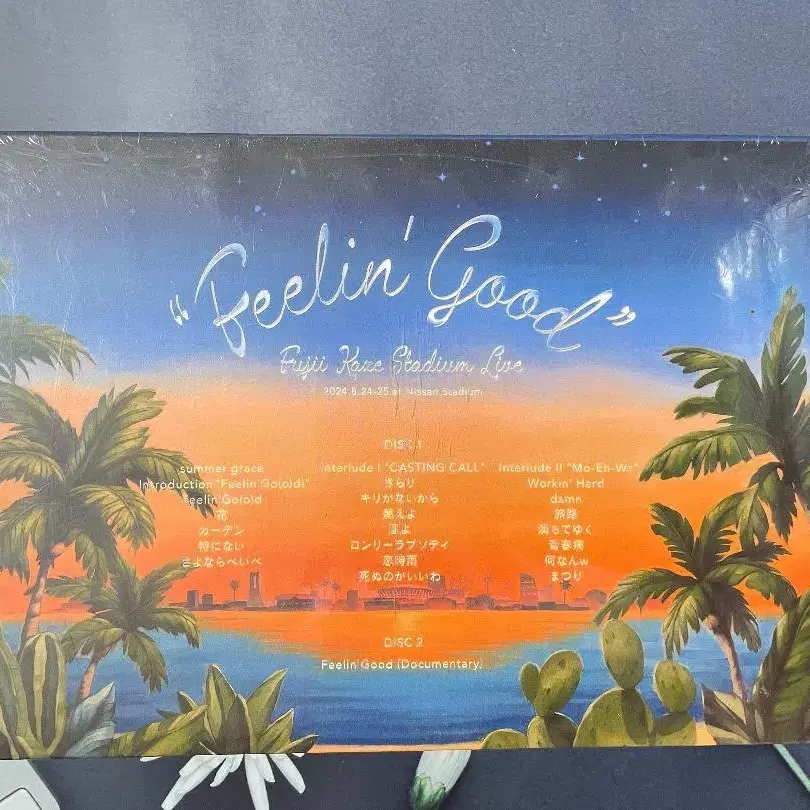 “Feelin' Good”
Fujii Kaze Stadium Live
2024.8.24-25 at Nissan Stadium
DISC 1
summer grace
Introduction "Feelin'Go(o)d)"
Feelin'Go(o)d
花
ガーデン
特にない
さよならべいべ
Interlude I "CASTING CALL"
きらり
キリがないから
燃えよ
風よ
ロンリーラプソディ
恋時雨
死ぬのがいいわ
Interlude II "Mo-Eh-Wa"
Workin' Hard
damn
旅路
満ちてゆく
青春病
何なんw
まつり
DISC 2
Feelin'Good (Documentary)